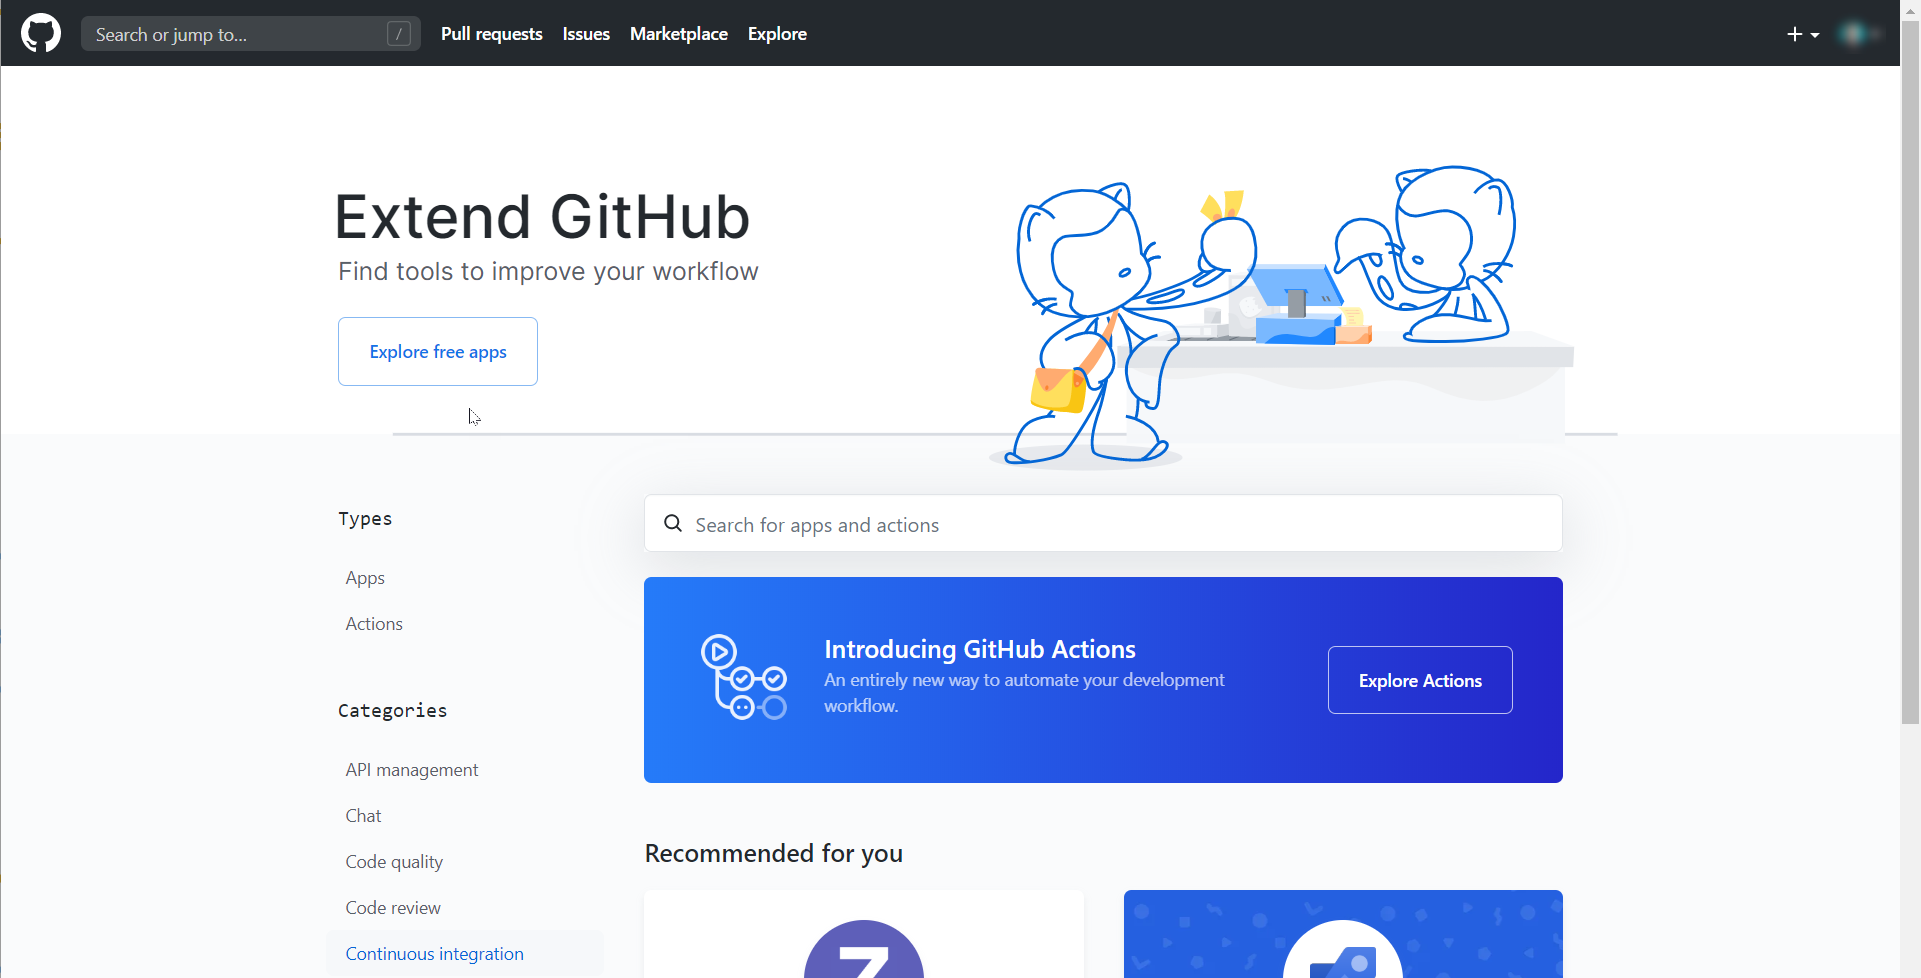 Search or jump to... /
Pull requests
Issues
Marketplace
Explore
Extend GitHub
Find tools to improve your workflow
Explore free apps
Types
Apps
Actions
Categories
API management
Chat
Code quality
Code review
Continuous integration
Search for apps and actions
Introducing GitHub Actions
An entirely new way to automate your development
workflow.
Explore Actions
Recommended for you
Z